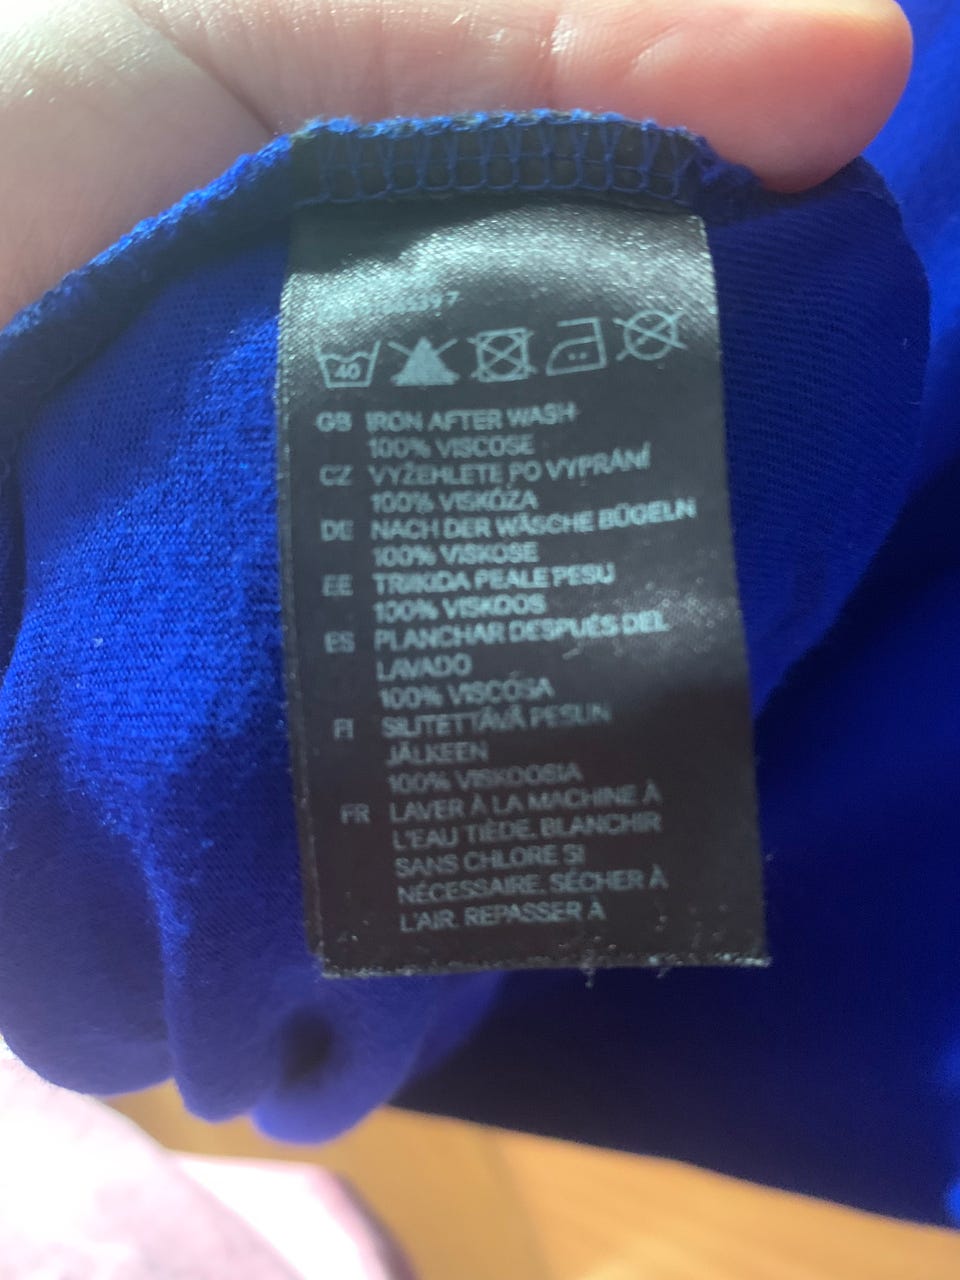 40
GB IRON AFTER WASH
100% VISCOSE
CZ VYŽEHLETE PO VYPRÁNÍ
100% VISKÓZA
DE NACH DER WÄSCHE BÜGELN
100% VISKOSE
EE TRIIKIDA PEALE PESU
100% VISKOOS
ES PLANCHAR DESPUÉS DEL
LAVADO
100% VISCOSA
FI SILITETTÄVÄ PESUN
JÄLKEEN
100% VISKOOSIA
FR LAVER À LA MACHINE À
L'EAU TIÈDE. BLANCHIR
SANS CHLORE SI
NÉCESSAIRE. SÉCHER À
L'AIR. REPASSER À